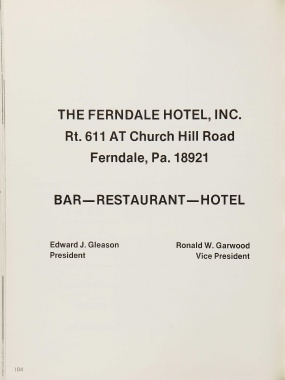 THE FERNDALE HOTEL, INC.
Rt. 611 AT Church Hill Road
Ferndale, Pa. 18921
BAR—RESTAURANT—HOTEL
Edward J. Gleason
President
Ronald W. Garwood
Vice President
104